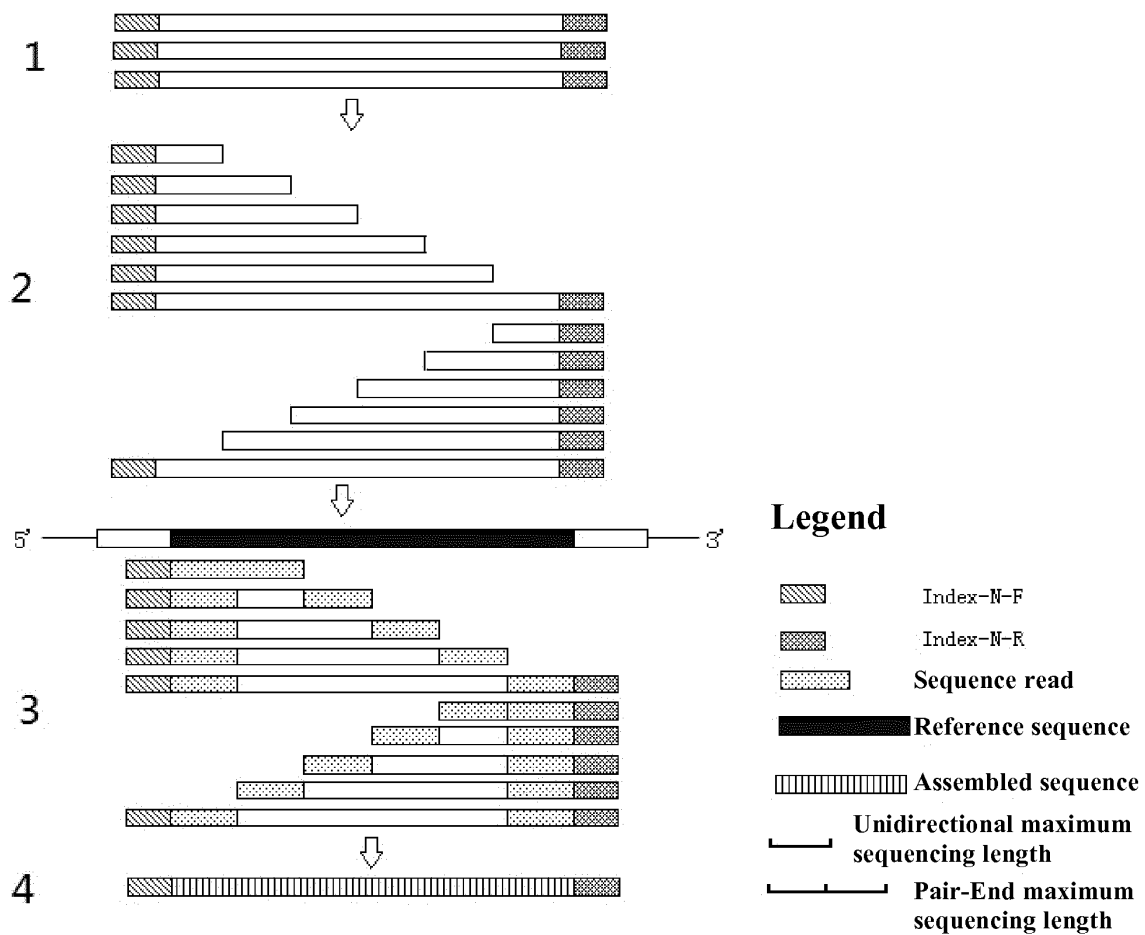 1
2
5' 3'
3
4
Legend
Index-N-F
Index-N-R
Sequence read
Reference sequence
Assembled sequence
Unidirectional maximum
sequencing length
Pair-End maximum
sequencing length